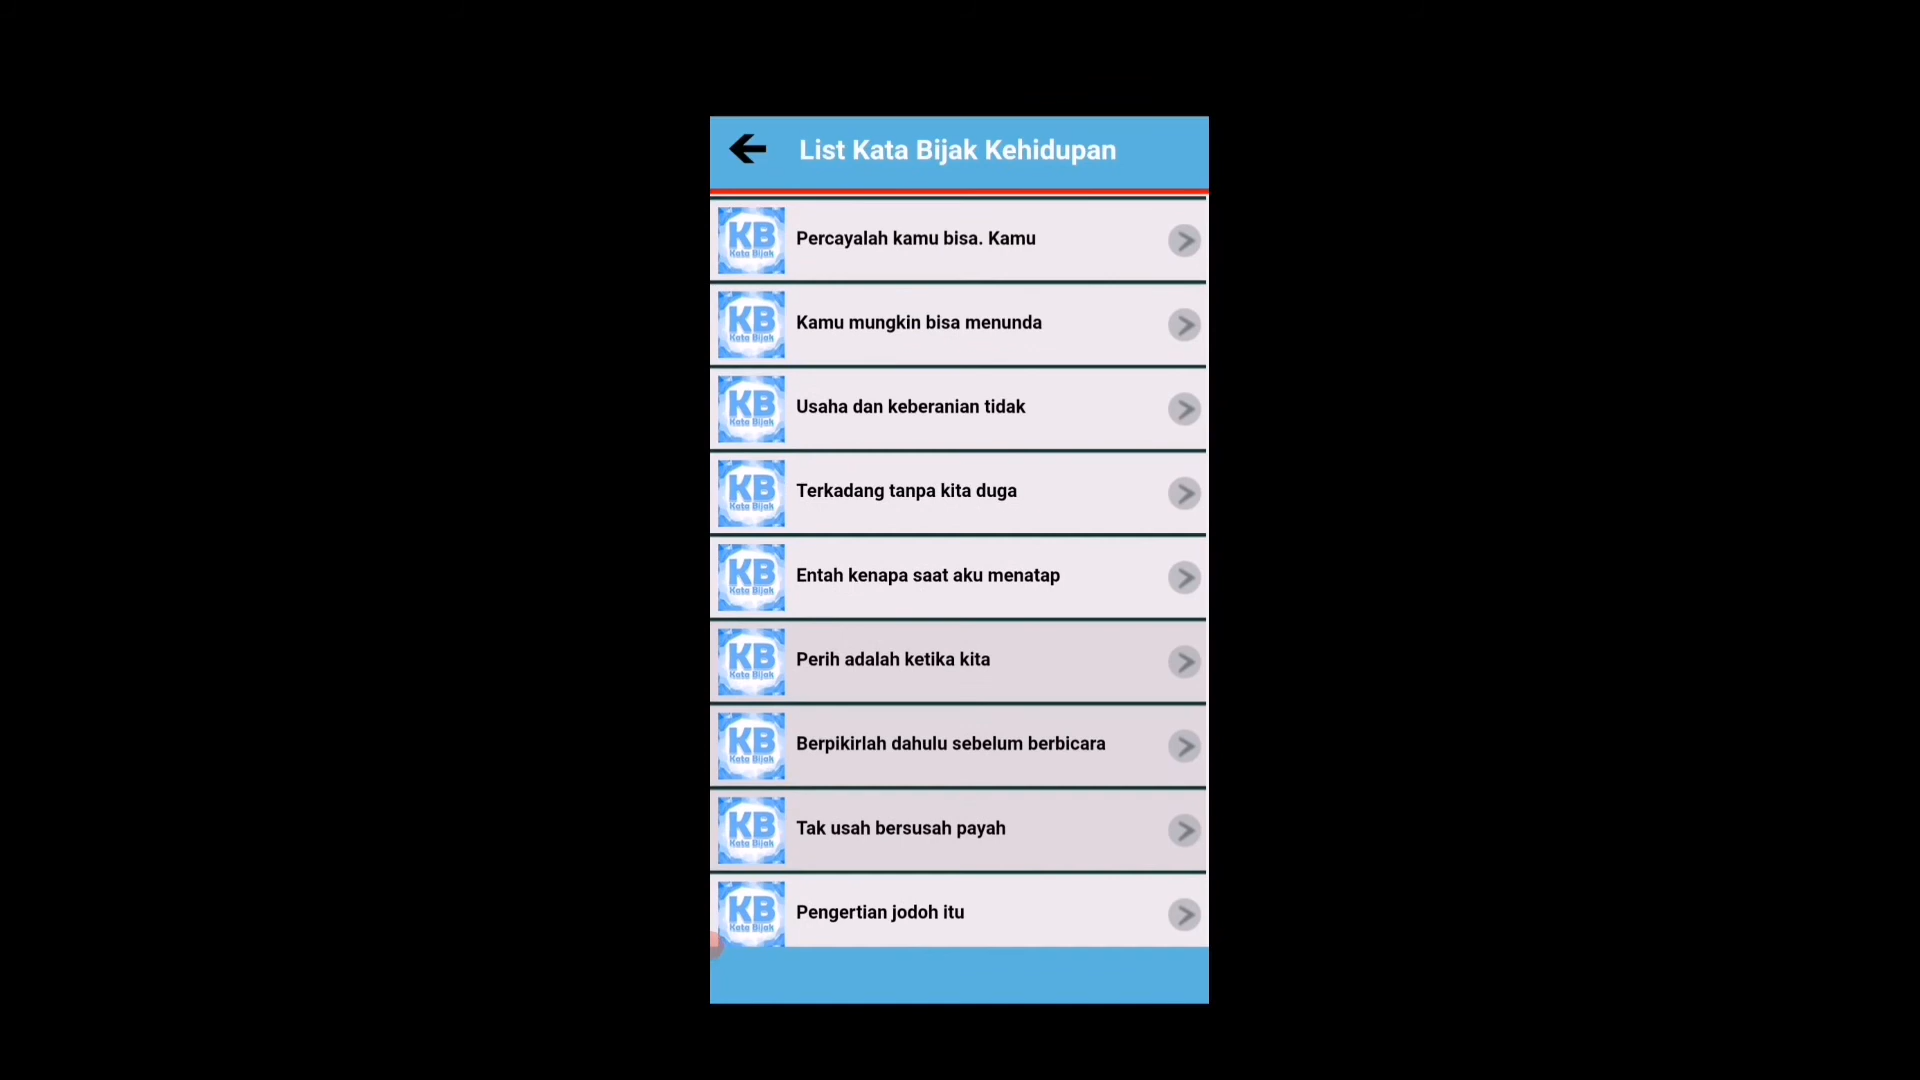 List Kata Bijak Kehidupan
KB
Kata Bijak
Percayalah kamu bisa. Kamu
KB
Kata Bijak
Kamu mungkin bisa menunda
KB
Kata Bijak
Usaha dan keberanian tidak
KB
Kata Bijak
Terkadang tanpa kita duga
KB
Kata Bijak
Entah kenapa saat aku menatap
KB
Kata Bijak
Perih adalah ketika kita
KB
Kata Bijak
Berpikirlah dahulu sebelum berbicara
KB
Kata Bijak
Tak usah bersusah payah
KB
Kata Bijak
Pengertian jodoh itu